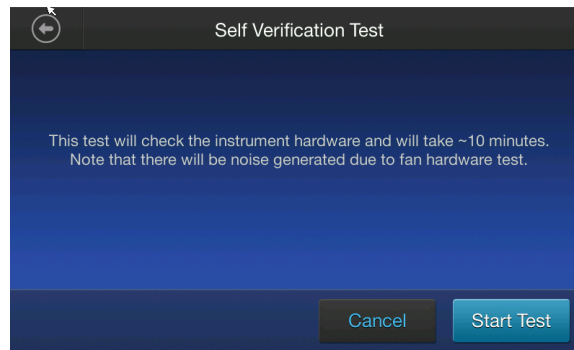 Self Verification Test
This test will check the instrument hardware and will take ~10 minutes.
Note that there will be noise generated due to fan hardware test.
Cancel
Start Test